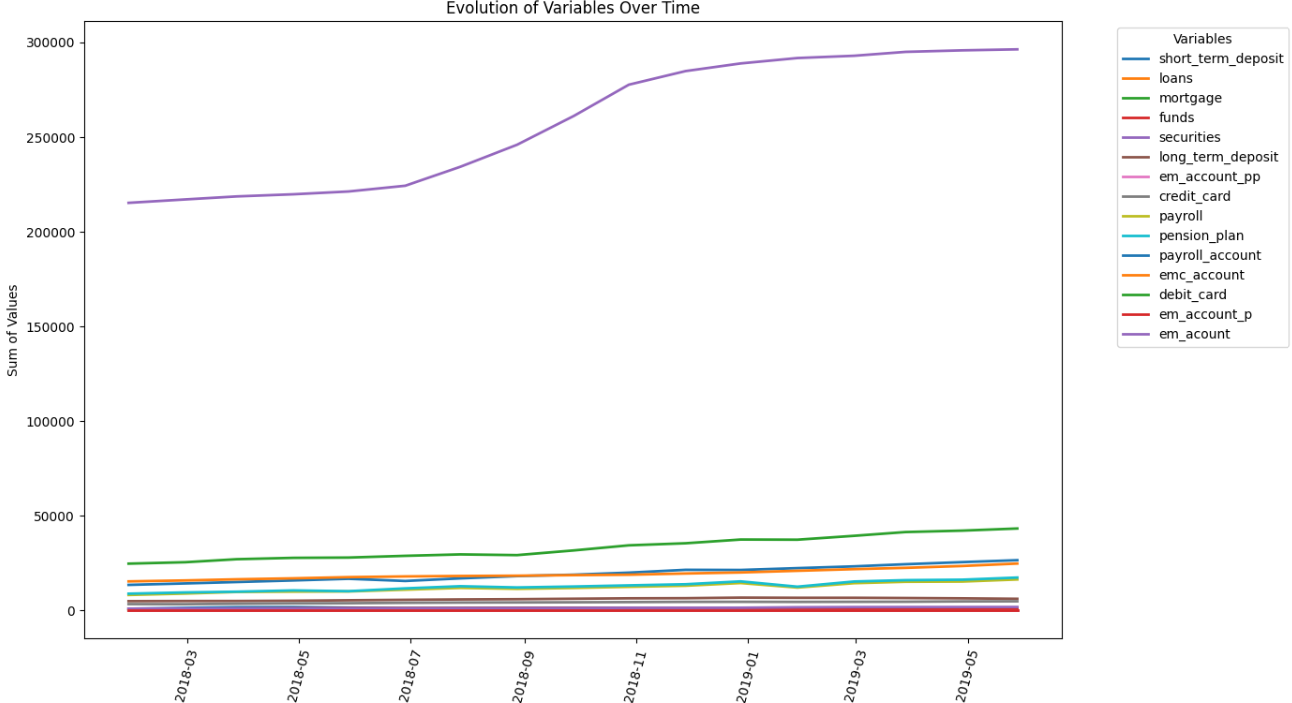 Evolution of Variables Over Time
300000
250000
200000
150000
100000
50000
0
Sum of Values
2018-03
2018-05
2018-07
2018-09
2018-11
2019-01
2019-03
2019-05
Variables
short_term_deposit
loans
mortgage
funds
securities
long_term_deposit
em_account_pp
credit_card
payroll
pension_plan
payroll_account
emc_account
debit_card
em_account_p
em_acount